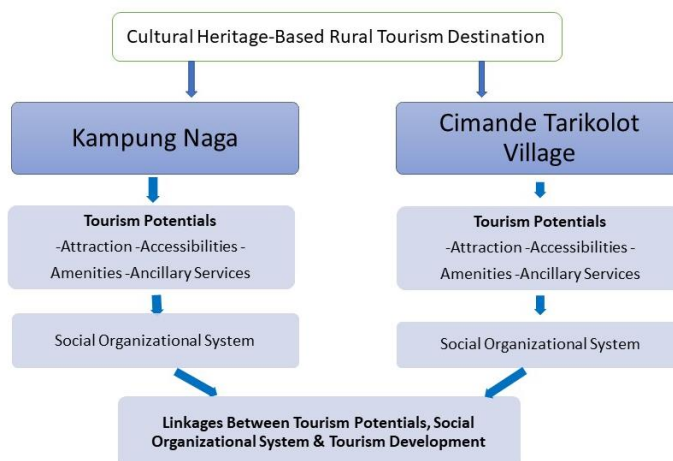 Cultural Heritage-Based Rural Tourism Destination
Kampung Naga
Cimande Tarikolot
Village
Tourism Potentials
-Attraction -Accessibilities -
Amenities -Ancillary Services
Tourism Potentials
-Attraction -Accessibilities -
Amenities -Ancillary Services
Social Organizational System
Social Organizational System
Linkages Between Tourism Potentials, Social
Organizational System & Tourism Development